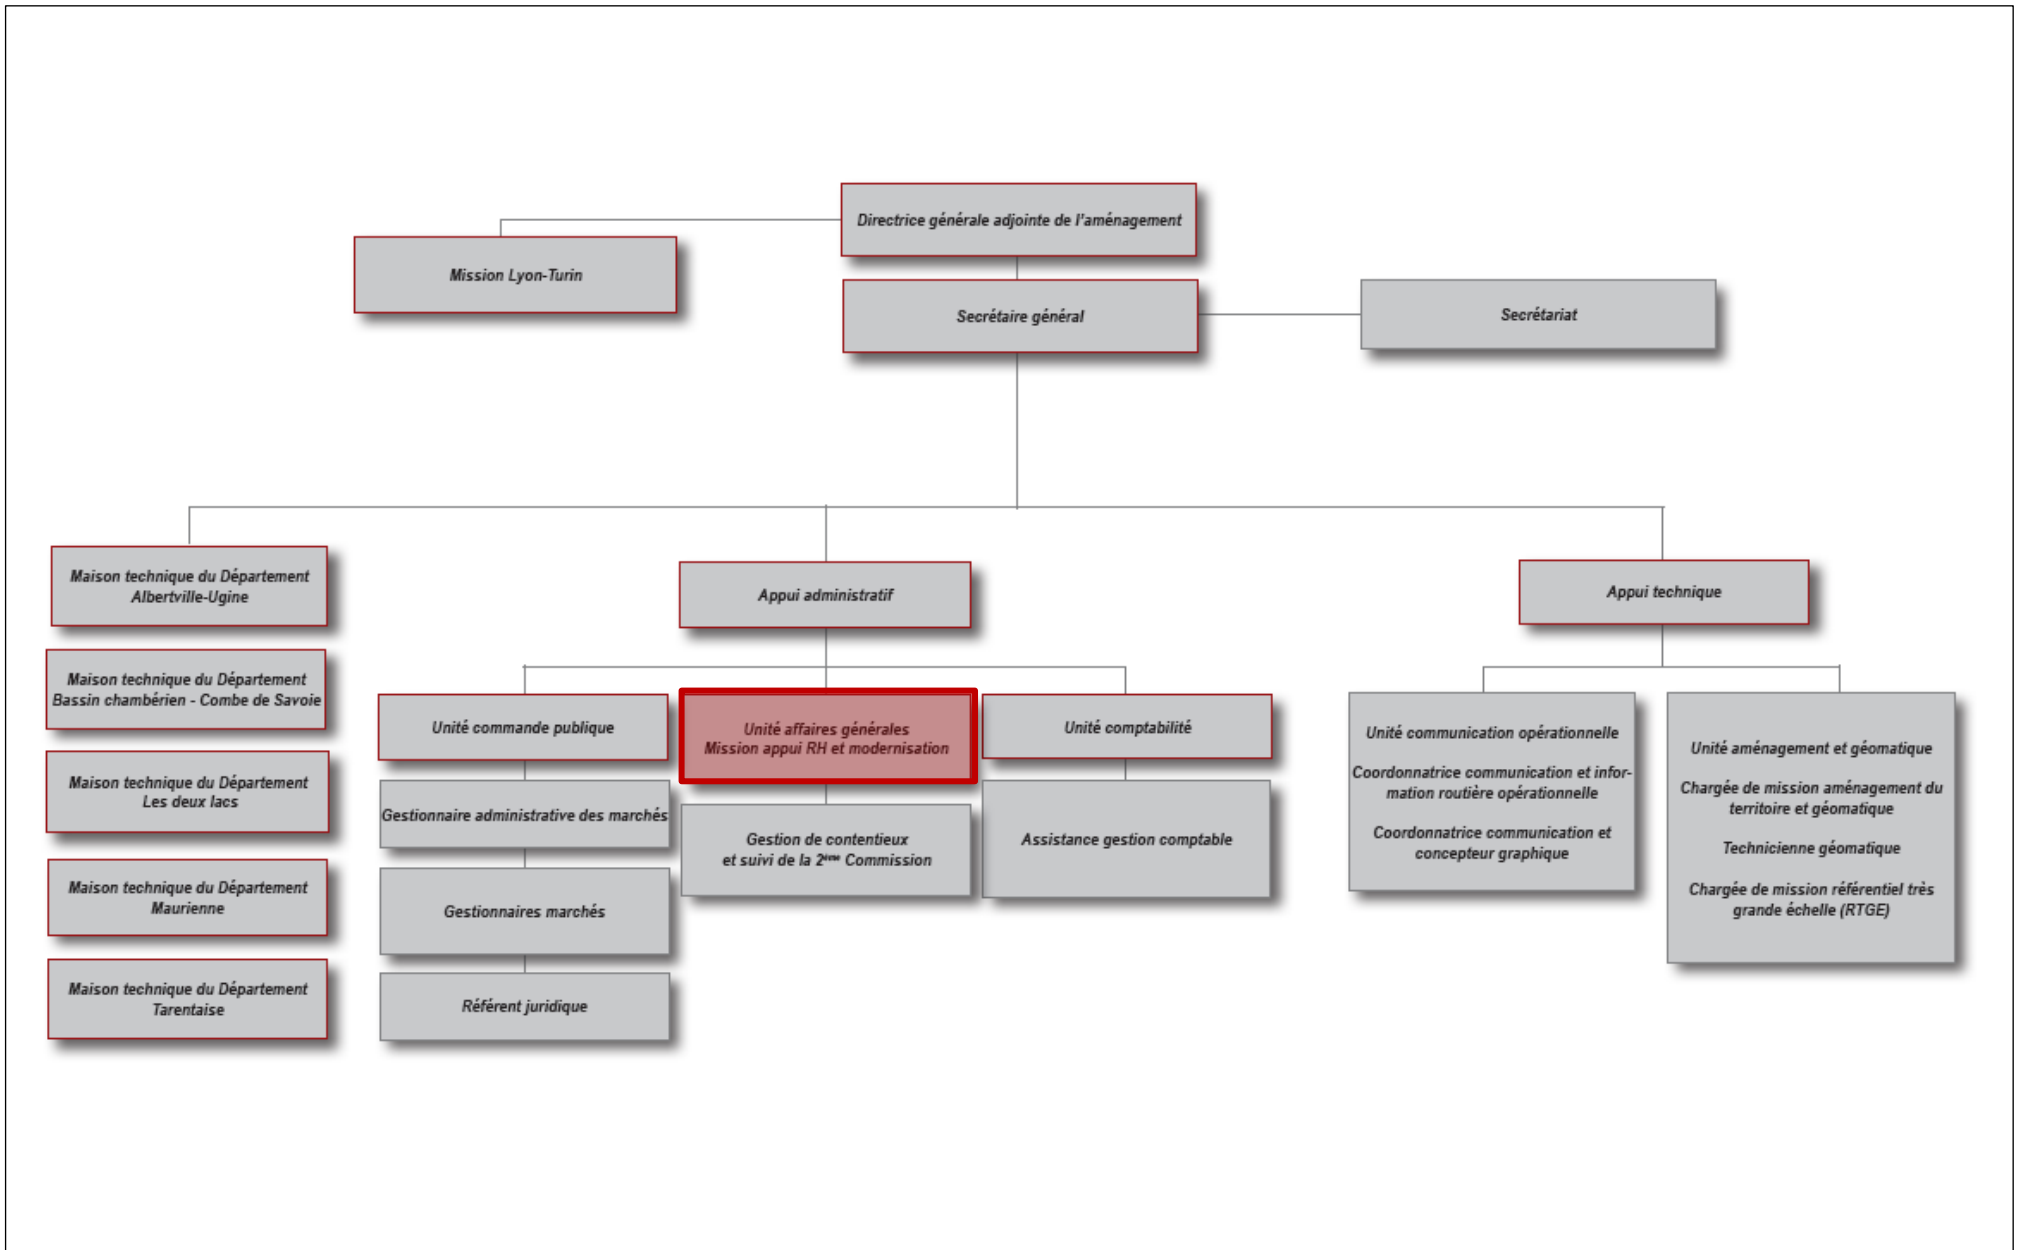 Directrice générale adjointe de l'aménagement
Mission Lyon-Turin
Secrétaire général
Secrétariat
Maison technique du Département
Albertville-Ugine
Maison technique du Département
Bassin chambérien - Combe de Savoie
Maison technique du Département
Les deux lacs
Maison technique du Département
Maurienne
Maison technique du Département
Tarentaise
Appui administratif
Unité commande publique
Gestionnaire administrative des marchés
Gestionnaires marchés
Référent juridique
Unité affaires générales
Mission appui RH et modernisation
Gestion de contentieux
et suivi de la 2ème Commission
Unité comptabilité
Assistance gestion comptable
Appui technique
Unité communication opérationnelle
Coordonnatrice communication et infor-
mation routière opérationnelle
Coordonnatrice communication et
concepteur graphique
Unité aménagement et géomatique
Chargée de mission aménagement du
territoire et géomatique
Technicienne géomatique
Chargée de mission référentiel très
grande échelle (RTGE)